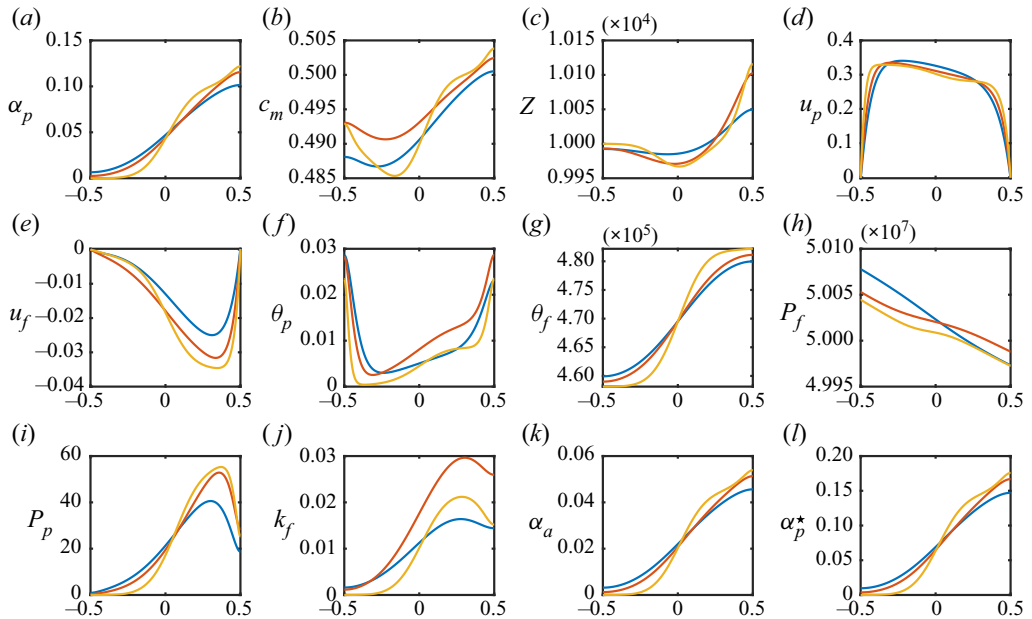 (a) (b) (c) (×10⁴) (d)
0.15 0.505 1.015 0.4
0.10 0.500 1.010 0.3
α_p c_m 0.495 Z 1.005 u_p 0.2
0.05 0.490 1.000 0.1
0 0.485 0.995 0
−0.5 0 0.5 −0.5 0 0.5 −0.5 0 0.5 −0.5 0 0.5
(e) (f) (g) (×10⁵) (h) (×10⁷)
0 0.03 4.80 5.010
−0.01 0.02 4.75 5.005
u_f −0.02 θ_p θ_f 4.70 P_f
−0.03 0.01 4.65 5.000
−0.04 0 4.60 4.995
−0.5 0 0.5 −0.5 0 0.5 −0.5 0 0.5 −0.5 0 0.5
(i) (j) (k) (l)
60 0.03 0.06 0.20
40 0.02 0.04 0.15
P_p k_f α_a α_p^★ 0.10
20 0.01 0.02 0.05
0 0 0 0
−0.5 0 0.5 −0.5 0 0.5 −0.5 0 0.5 −0.5 0 0.5